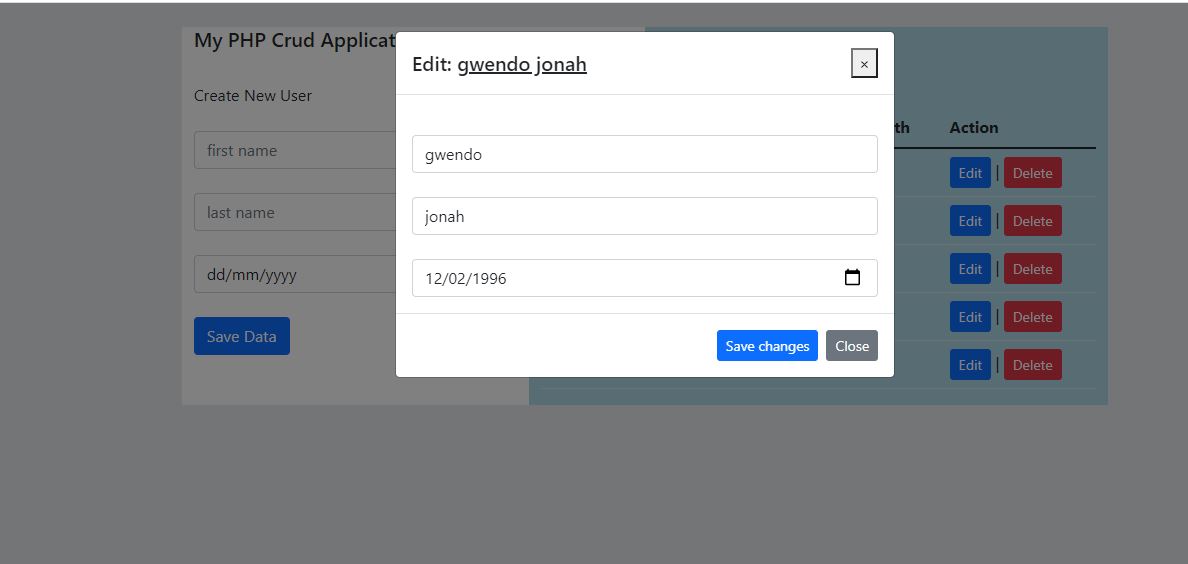 My PHP Crud Applicat
Create New User
first name
last name
dd/mm/yyyy
Save Data
Edit: gwendo jonah
×
gwendo
jonah
12/02/1996
Save changes Close
th Action
Edit | Delete
Edit | Delete
Edit | Delete
Edit | Delete
Edit | Delete